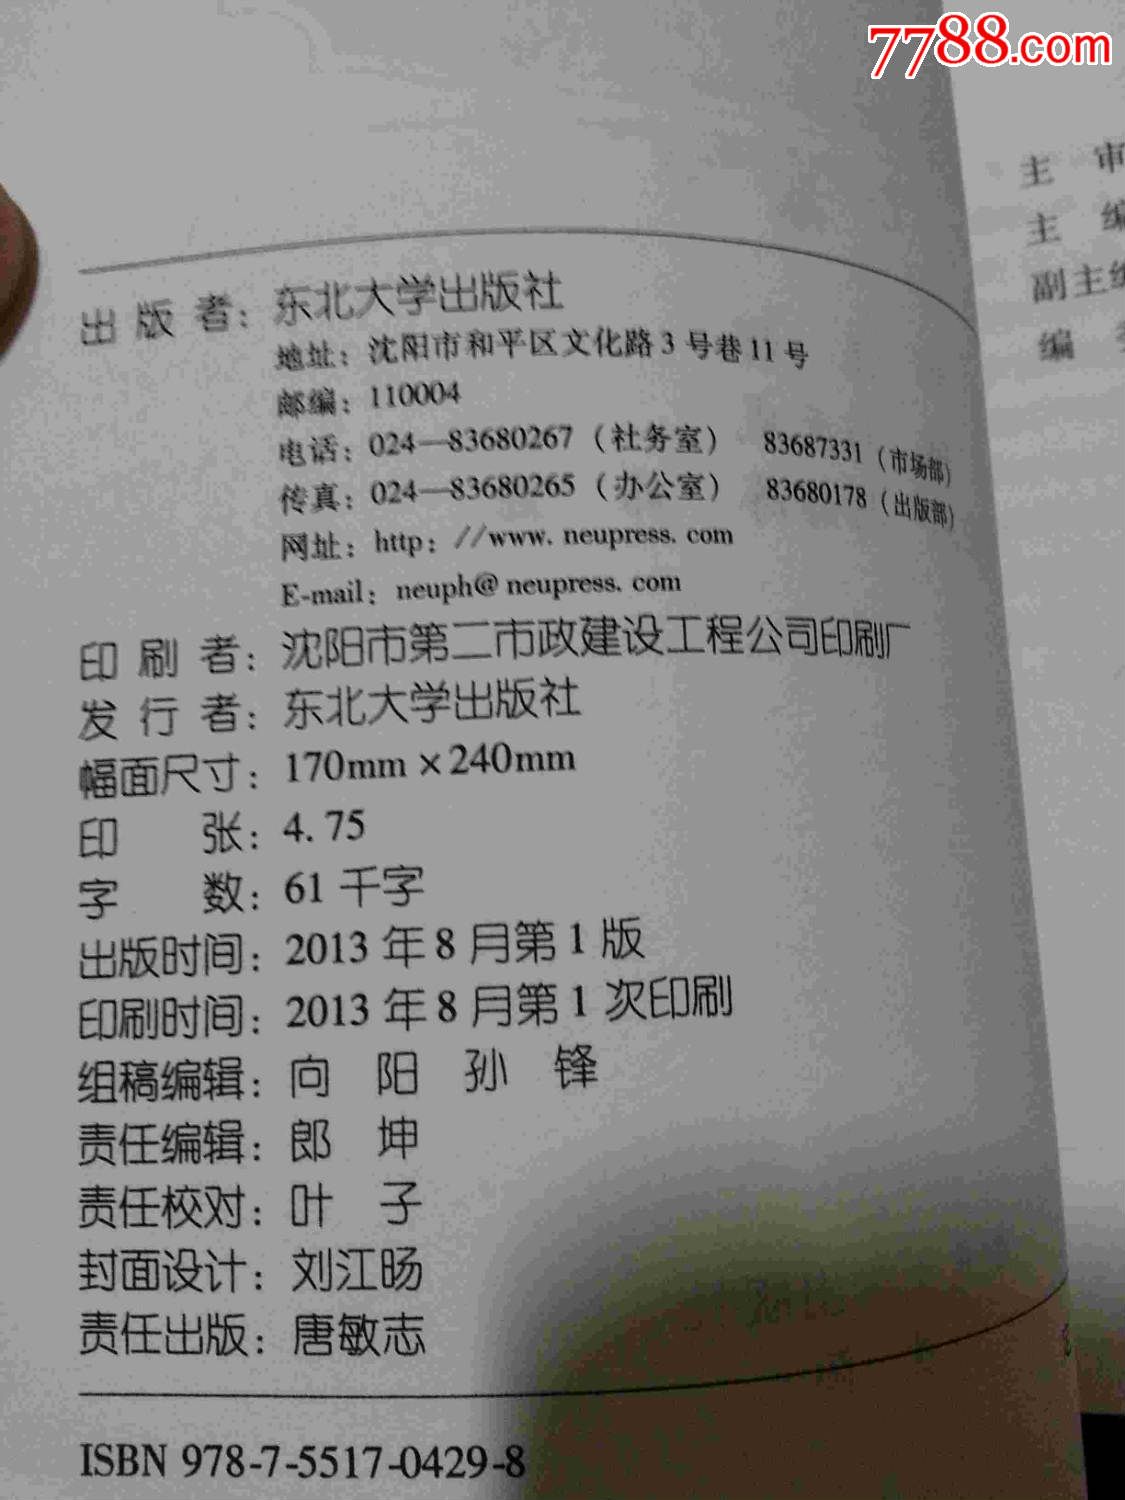 7788.com
出版者：东北大学出版社
地址：沈阳市和平区文化路3号巷11号
邮编：110004
电话：024—83680267（社务室） 83687331（市场部）
传真：024—83680265（办公室） 83680178（出版部）
网址：http：//www. neupress. com
E-mail：neuph@neupress. com
印刷者：沈阳市第二市政建设工程公司印刷厂
发行者：东北大学出版社
幅面尺寸：170mm×240mm
印张：4.75
字数：61千字
出版时间：2013年8月第1版
印刷时间：2013年8月第1次印刷
组稿编辑：向阳 孙锋
责任编辑：郎坤
责任校对：叶子
封面设计：刘江旸
责任出版：唐敏志
ISBN 978-7-5517-0429-8
主审
主编
副主编
编